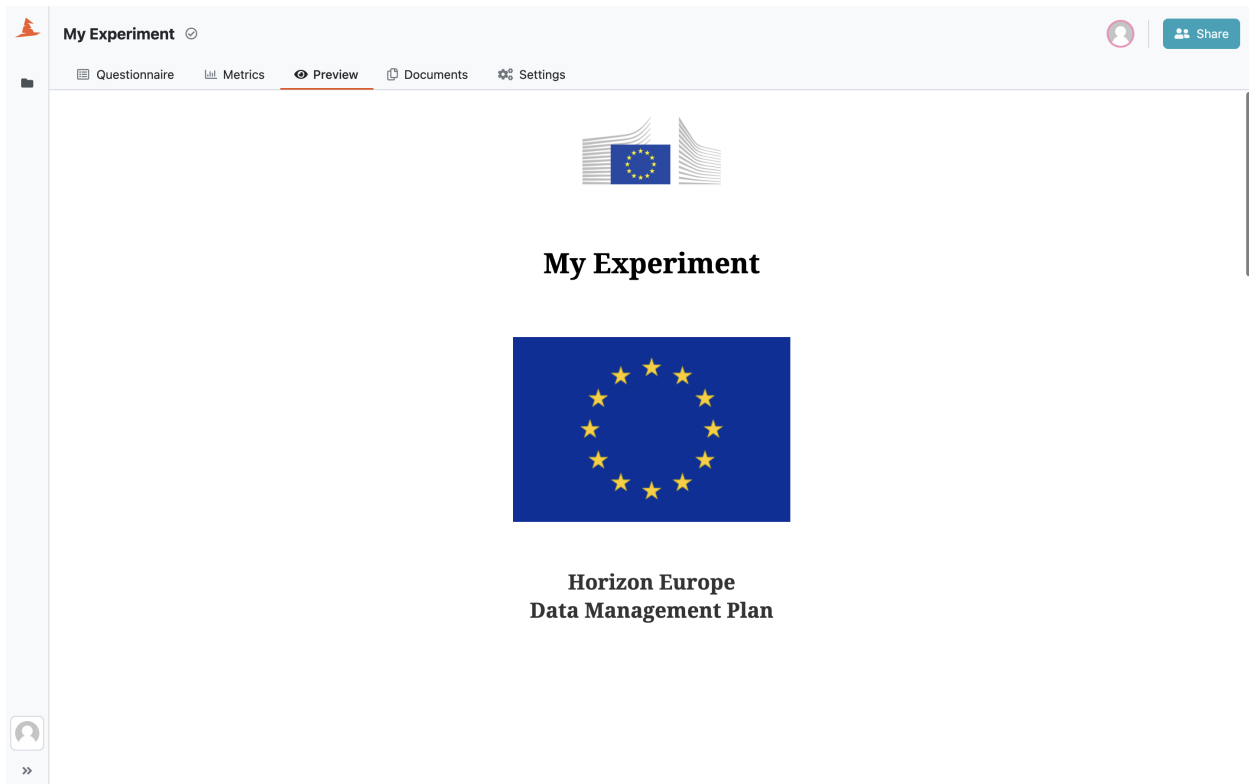 My Experiment
Share
Questionnaire
Metrics
Preview
Documents
Settings
My Experiment
Horizon Europe
Data Management Plan